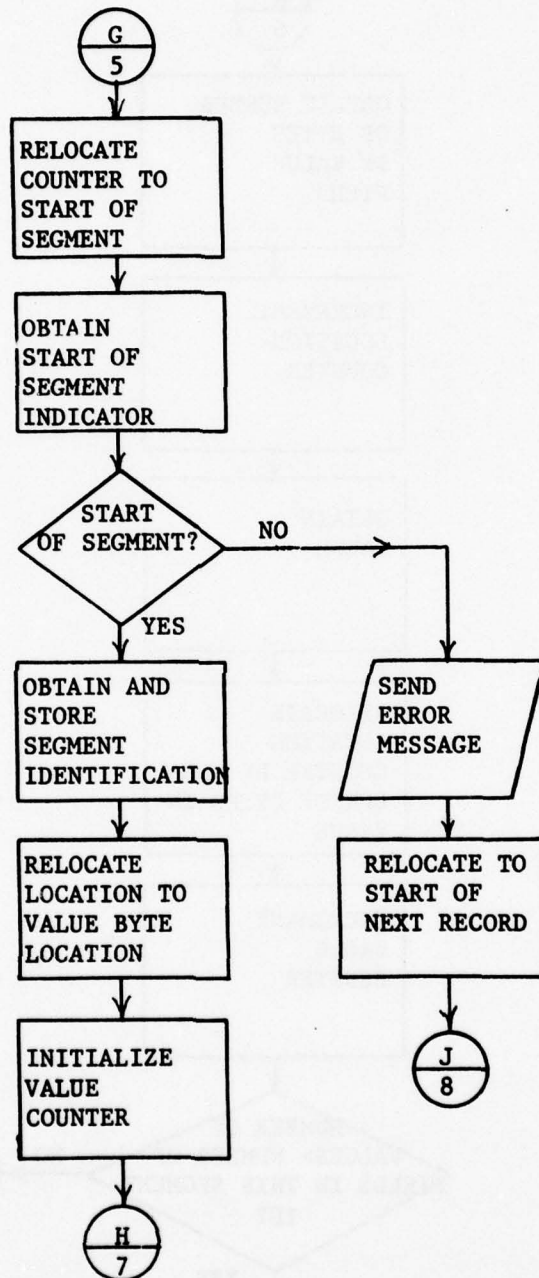 G
5
RELOCATE
COUNTER TO
START OF
SEGMENT
OBTAIN
START OF
SEGMENT
INDICATOR
START
OF SEGMENT?
NO
YES
OBTAIN AND
STORE
SEGMENT
IDENTIFICATION
SEND
ERROR
MESSAGE
RELOCATE
LOCATION TO
VALUE BYTE
LOCATION
RELOCATE TO
START OF
NEXT RECORD
INITIALIZE
VALUE
COUNTER
J
8
H
7